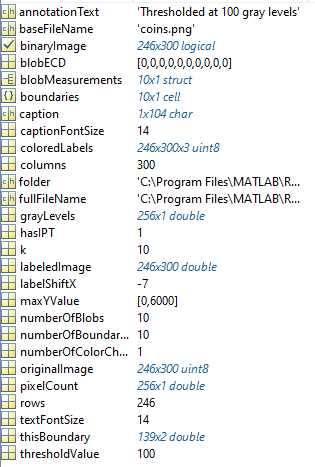 annotationText 'Thresholded at 100 gray levels'
baseFileName 'coins.png'
binaryImage 246x300 logical
blobECD [0,0,0,0,0,0,0,0,0,0]
blobMeasurements 10x1 struct
boundaries 10x1 cell
caption 1x104 char
captionFontSize 14
coloredLabels 246x300x3 uint8
columns 300
folder 'C:\Program Files\MATLAB\R...
fullFileName 'C:\Program Files\MATLAB\R...
grayLevels 256x1 double
hasIPT 1
k 10
labeledImage 246x300 double
labelShiftX -7
maxYValue [0,6000]
numberOfBlobs 10
numberOfBoundar... 10
numberOfColorCh... 1
originalImage 246x300 uint8
pixelCount 256x1 double
rows 246
textFontSize 14
thisBoundary 139x2 double
thresholdValue 100